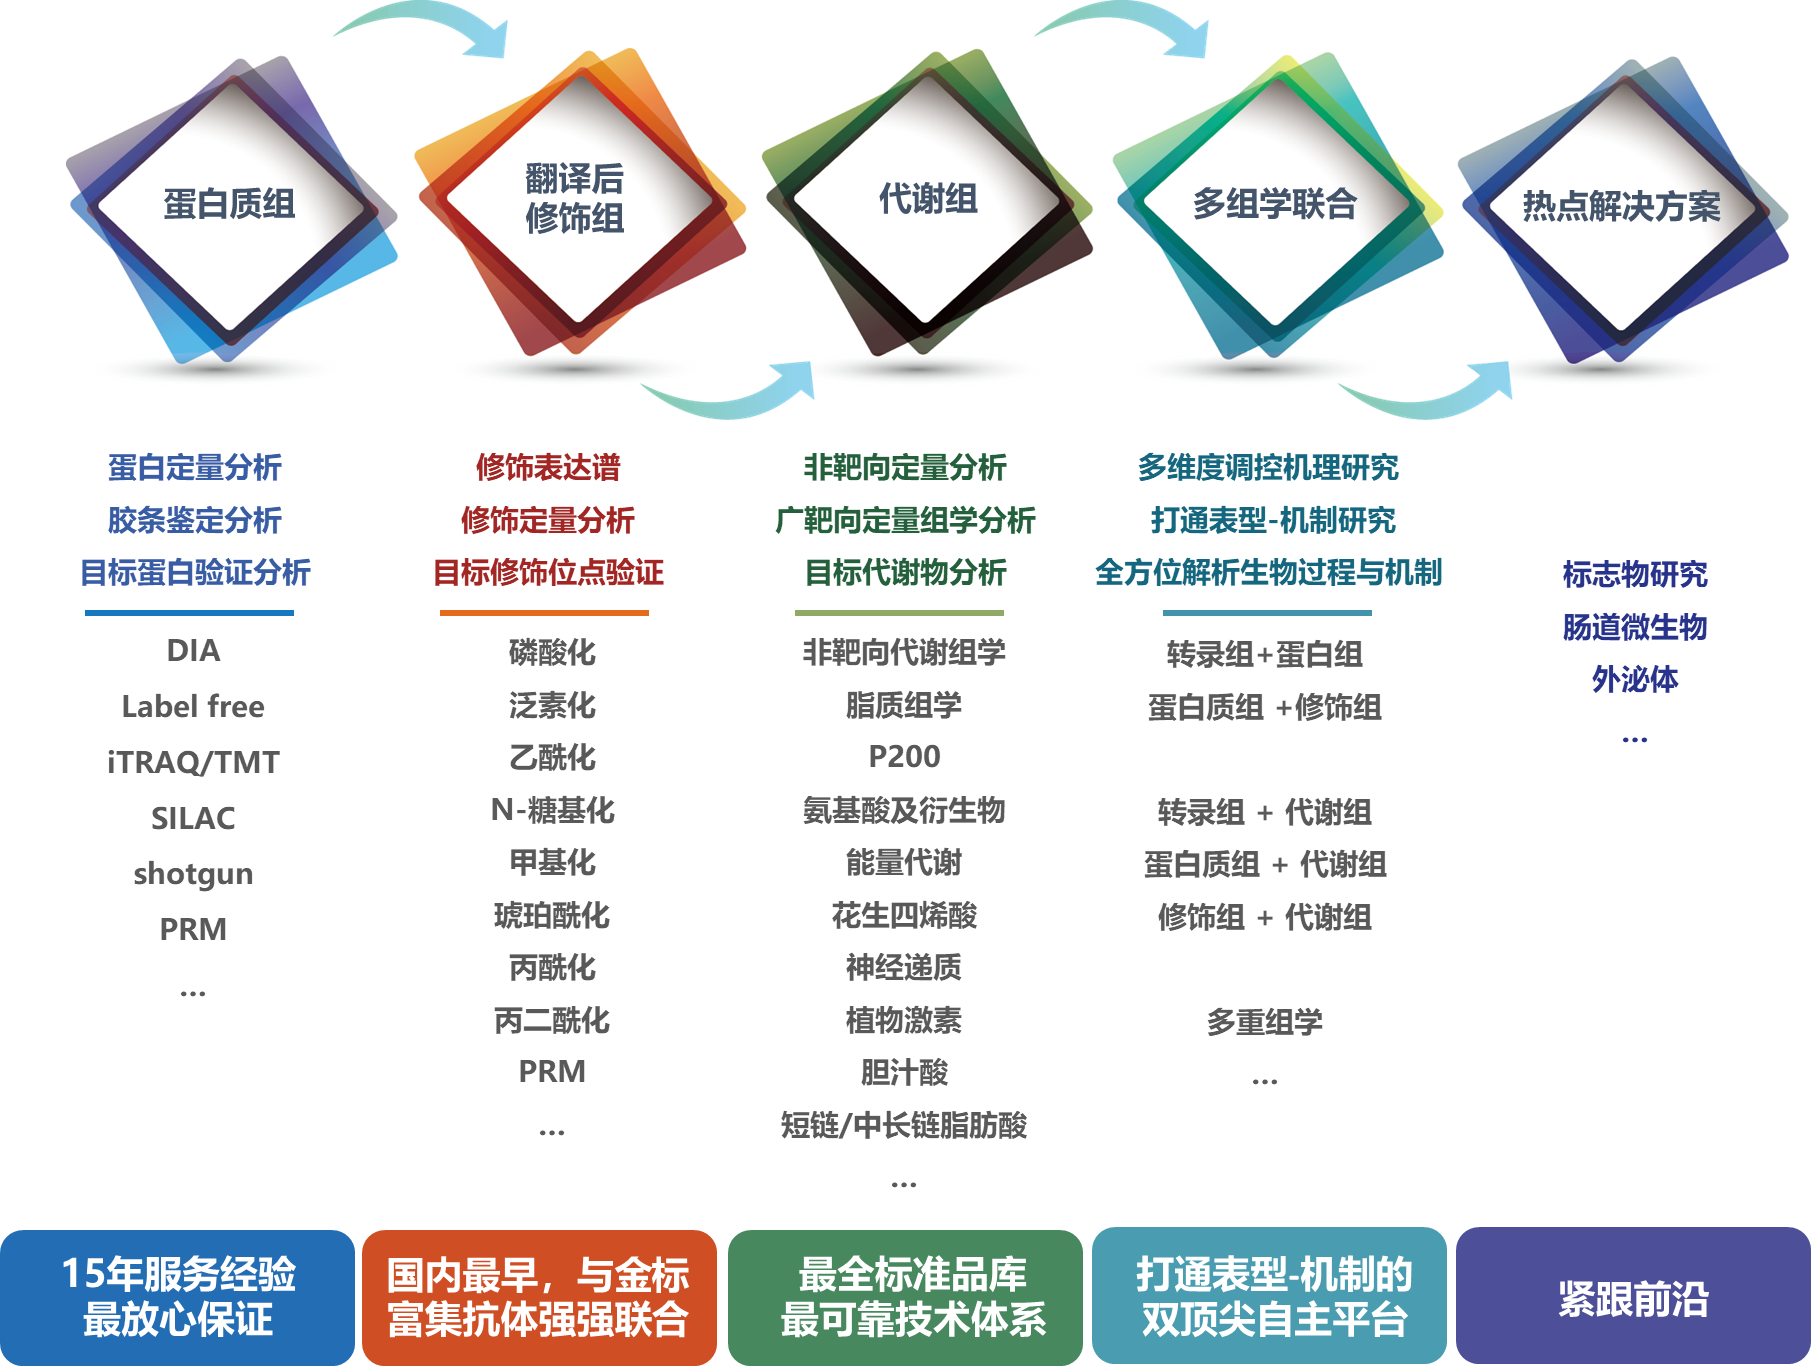 蛋白质组
翻译后
修饰组
代谢组
多组学联合
热点解决方案
蛋白定量分析
胶条鉴定分析
目标蛋白验证分析
DIA
Label free
iTRAQ/TMT
SILAC
shotgun
PRM
...
修饰表达谱
修饰定量分析
目标修饰位点验证
磷酸化
泛素化
乙酰化
N-糖基化
甲基化
琥珀酰化
丙酰化
丙二酰化
PRM
...
非靶向定量分析
广靶向定量组学分析
目标代谢物分析
非靶向代谢组学
脂质组学
P200
氨基酸及衍生物
能量代谢
花生四烯酸
神经递质
植物激素
胆汁酸
短链/中长链脂肪酸
...
多维度调控机理研究
打通表型-机制研究
全方位解析生物过程与机制
转录组+蛋白组
蛋白质组 +修饰组
转录组 + 代谢组
蛋白质组 + 代谢组
修饰组 + 代谢组
多重组学
...
标志物研究
肠道微生物
外泌体
...
15年服务经验
最放心保证
国内最早，与金标
富集抗体强强联合
最全标准品库
最可靠技术体系
打通表型-机制的
双顶尖自主平台
紧跟前沿